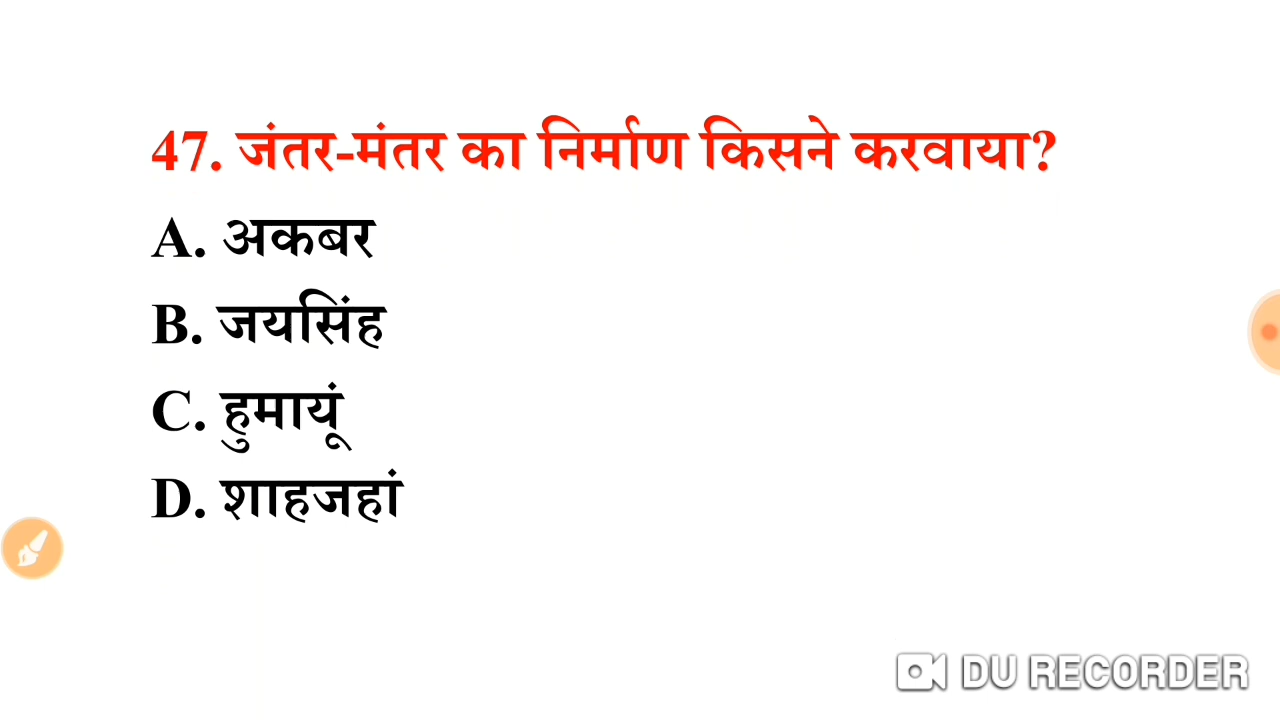 47. जंतर-मंतर का निर्माण किसने करवाया?
A. अकबर
B. जयसिंह
C. हुमायूं
D. शाहजहां
DU RECORDER